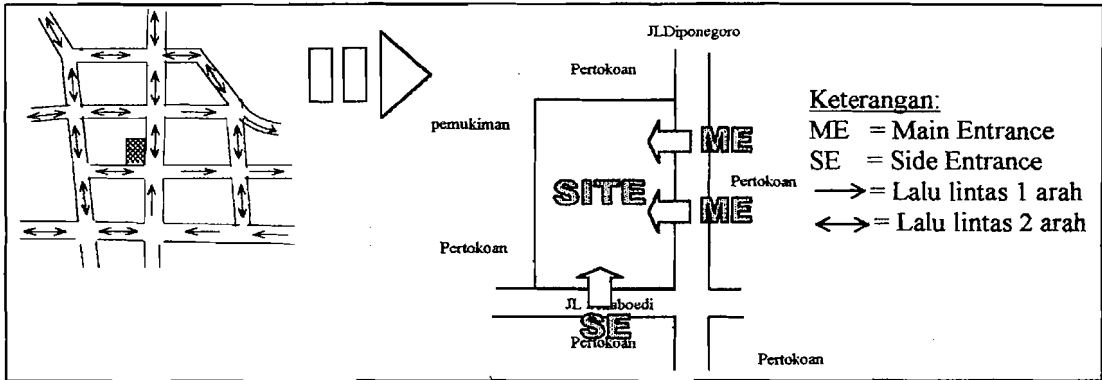 JLDiponegoro
Pertokoan
pemukiman
ME
SITE
Pertokoan
ME
Pertokoan
JL
SE
Pertokoan
Pertokoan
Keterangan:
ME = Main Entrance
SE = Side Entrance
→ = Lalu lintas 1 arah
↔ = Lalu lintas 2 arah